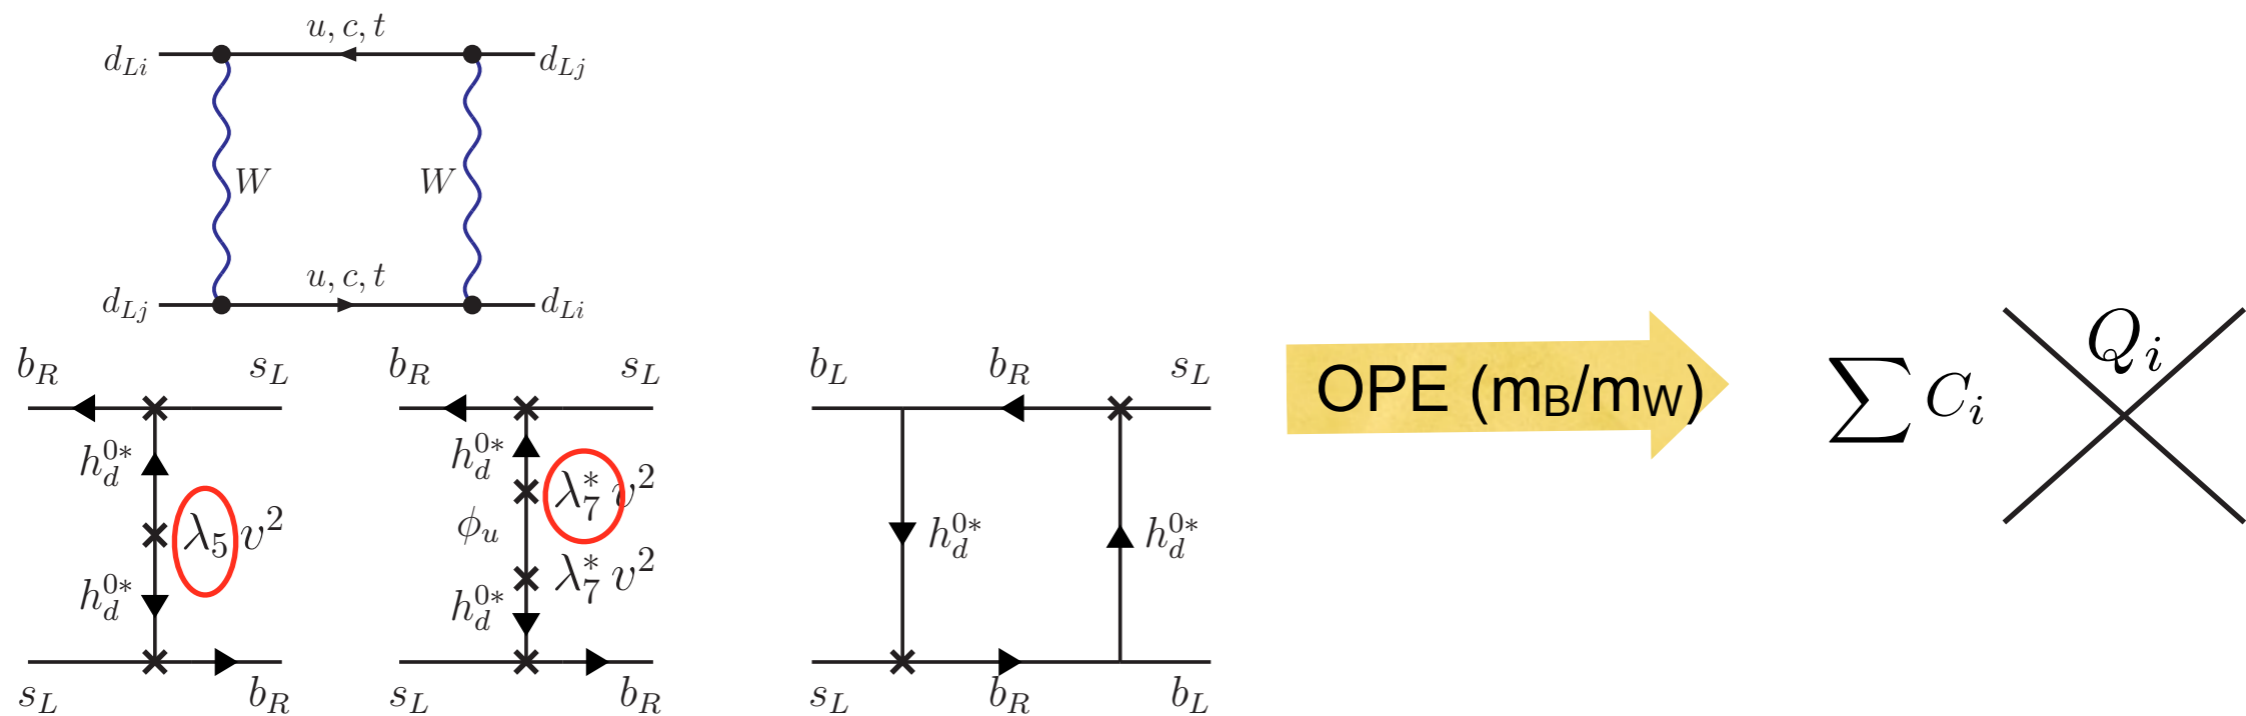 u, c, t
d_{Li} d_{Lj}
W W
u, c, t
d_{Lj} d_{Li}
b_R s_L
h_d^{0*}
λ_5 v^2
h_d^{0*}
s_L b_R
b_R s_L
h_d^{0*}
λ_7^* v^2
ϕ_u
λ_7^* v^2
h_d^{0*}
s_L b_R
b_L b_R s_L
h_d^{0*} h_d^{0*}
s_L b_R b_L
OPE (m_B/m_W)
∑ C_i Q_i